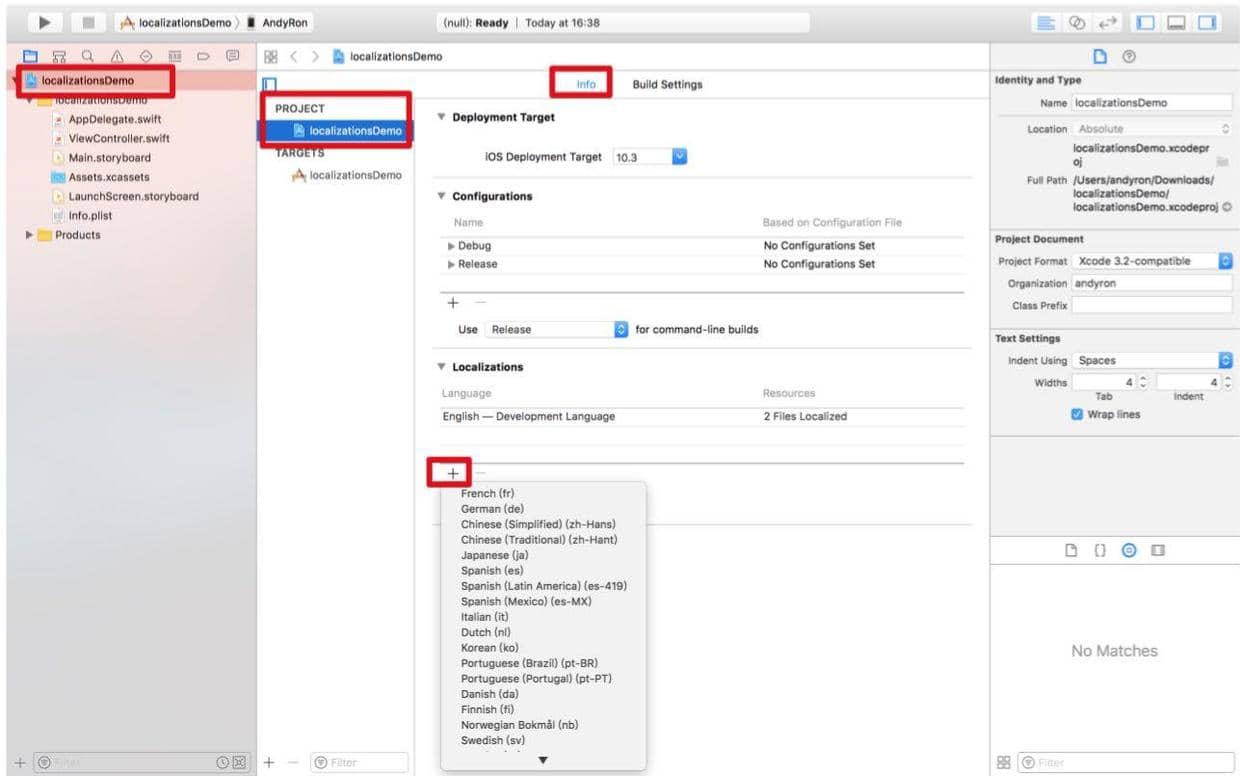 localizationsDemo AndyRon
(null): Ready | Today at 16:38
localizationsDemo
localizationsDemo
AppDelegate.swift
ViewController.swift
Main.storyboard
Assets.xcassets
LaunchScreen.storyboard
Info.plist
Products
Filter
localizationsDemo
PROJECT
localizationsDemo
TARGETS
localizationsDemo
Filter
Info Build Settings
Deployment Target
iOS Deployment Target 10.3
Configurations
Name Based on Configuration File
Debug No Configurations Set
Release No Configurations Set
Use Release for command-line builds
Localizations
Language Resources
English — Development Language 2 Files Localized
French (fr)
German (de)
Chinese (Simplified) (zh-Hans)
Chinese (Traditional) (zh-Hant)
Japanese (ja)
Spanish (es)
Spanish (Latin America) (es-419)
Spanish (Mexico) (es-MX)
Italian (it)
Dutch (nl)
Korean (ko)
Portuguese (Brazil) (pt-BR)
Portuguese (Portugal) (pt-PT)
Danish (da)
Finnish (fi)
Norwegian Bokmål (nb)
Swedish (sv)
Identity and Type
Name localizationsDemo
Location Absolute
localizationsDemo.xcodepr
oj
Full Path /Users/andyron/Downloads/
localizationsDemo/
localizationsDemo.xcodeproj
Project Document
Project Format Xcode 3.2-compatible
Organization andyron
Class Prefix
Text Settings
Indent Using Spaces
Widths 4 4
Tab Indent
Wrap lines
No Matches
Filter